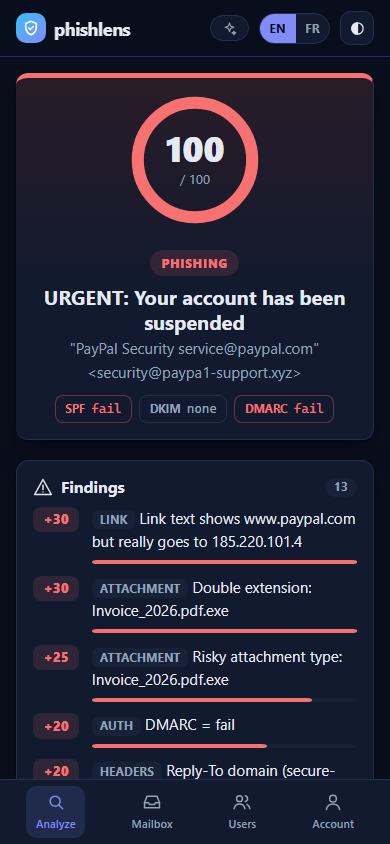 phishlens
EN FR
100
/ 100
PHISHING
URGENT: Your account has been
suspended
"PayPal Security service@paypal.com"
<security@paypa1-support.xyz>
SPF fail DKIM none DMARC fail
Findings 13
+30 LINK Link text shows www.paypal.com
but really goes to 185.220.101.4
+30 ATTACHMENT Double extension:
Invoice_2026.pdf.exe
+25 ATTACHMENT Risky attachment type:
Invoice_2026.pdf.exe
+20 AUTH DMARC = fail
+20 HEADERS Reply-To domain (secure-
Analyze Mailbox Users Account